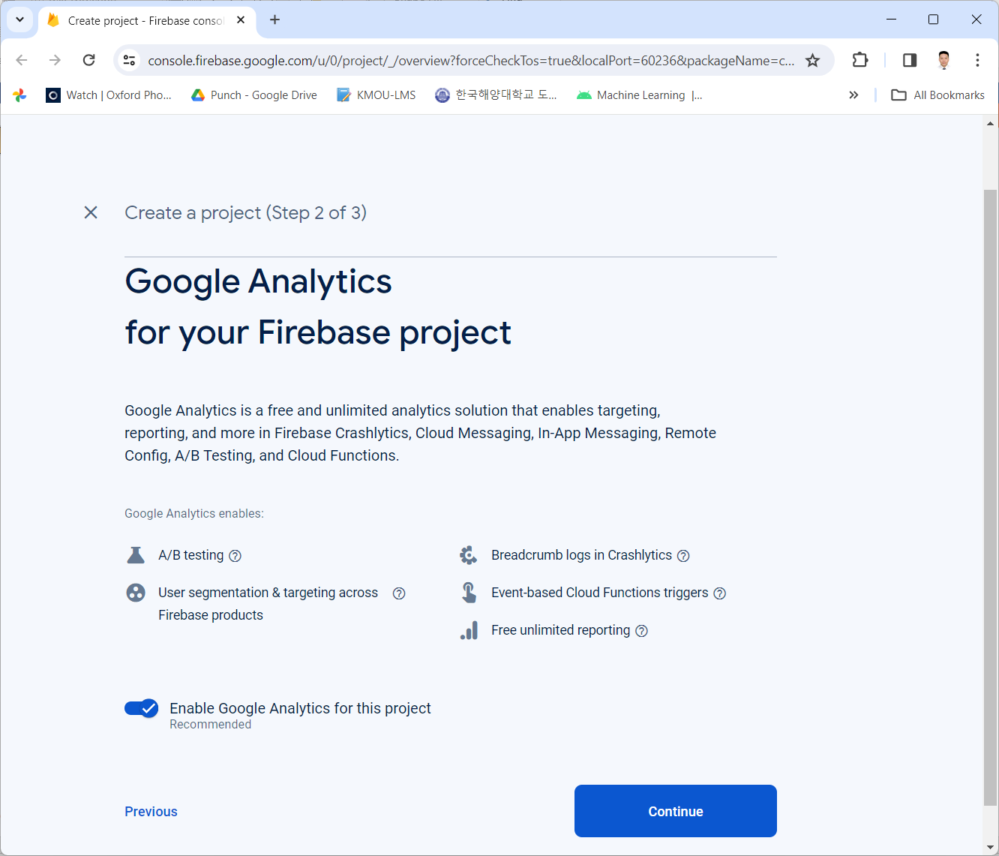 Create project - Firebase conso
console.firebase.google.com/u/0/project/_/overview?forceCheckTos=true&localPort=60236&packageName=c...
Watch | Oxford Pho...
Punch - Google Drive
KMOU-LMS
한국해양대학교 도...
Machine Learning |...
All Bookmarks
Create a project (Step 2 of 3)
Google Analytics
for your Firebase project
Google Analytics is a free and unlimited analytics solution that enables targeting,
reporting, and more in Firebase Crashlytics, Cloud Messaging, In-App Messaging, Remote
Config, A/B Testing, and Cloud Functions.
Google Analytics enables:
A/B testing
Breadcrumb logs in Crashlytics
User segmentation & targeting across
Firebase products
Event-based Cloud Functions triggers
Free unlimited reporting
Enable Google Analytics for this project
Recommended
Previous
Continue